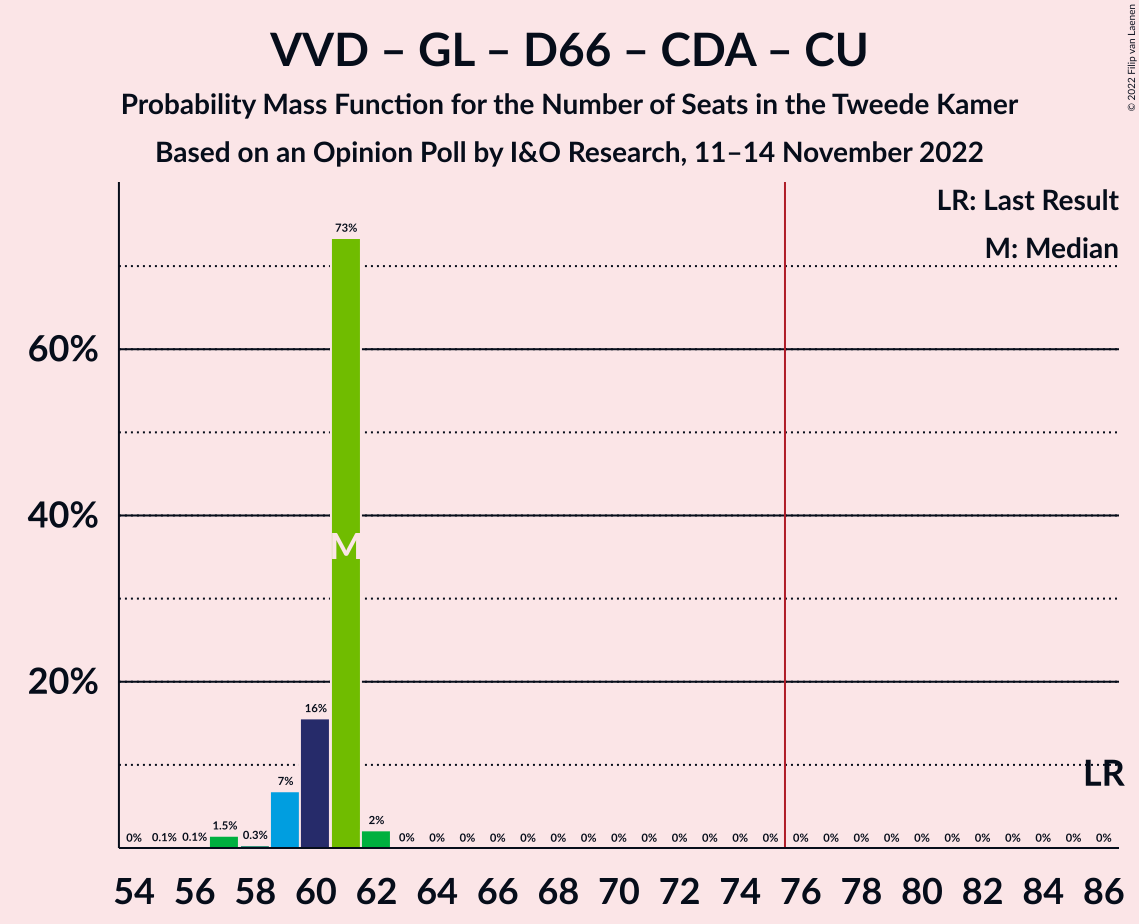 VVD – GL – D66 – CDA – CU
Probability Mass Function for the Number of Seats in the Tweede Kamer
Based on an Opinion Poll by I&O Research, 11–14 November 2022
© 2022 Filip van Laenen
LR: Last Result
M: Median
60%
40%
20%
0% 0.1% 0.1% 1.5% 0.3% 7% 16% 73% 2% 0% 0% 0% 0% 0% 0% 0% 0% 0% 0% 0% 0% 0% 0% 0% 0% 0% 0% 0% 0% 0% 0% 0% 0%
M
LR
54 56 58 60 62 64 66 68 70 72 74 76 78 80 82 84 86